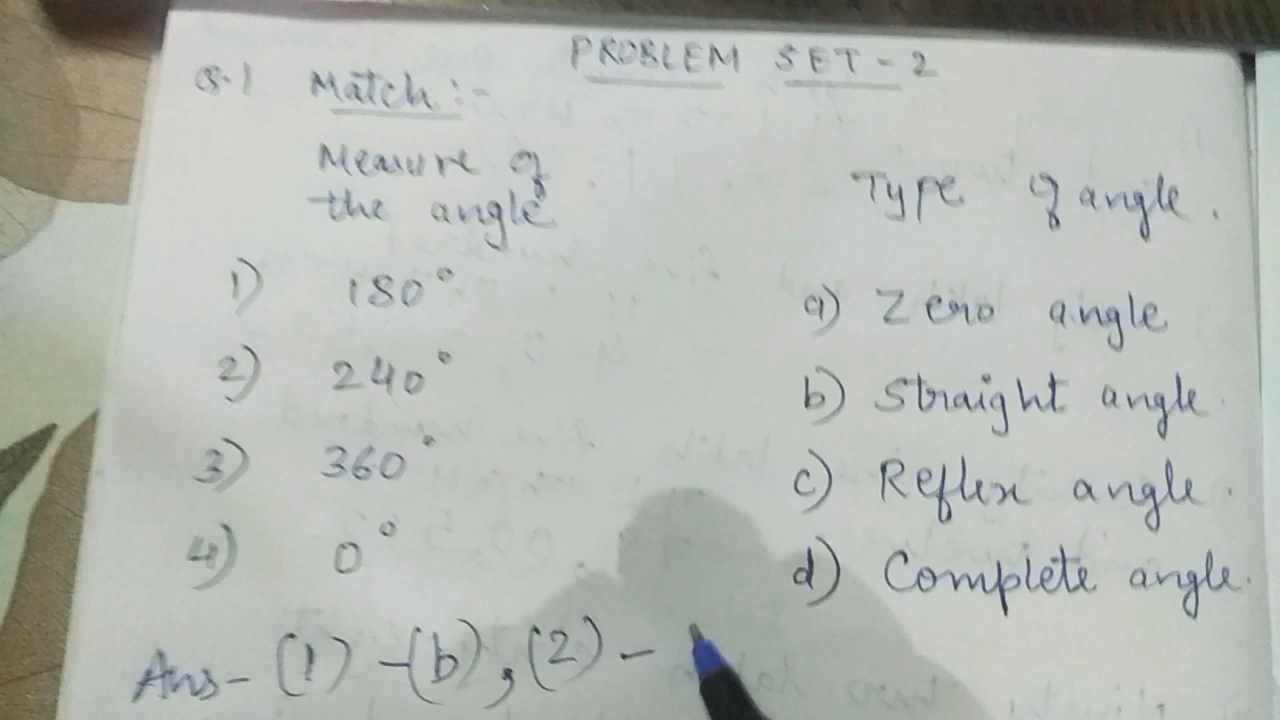 PROBLEM SET - 2
Q.1 Match :-
Measure of the angle
Type of angle.
1) 180° a) Zero angle
2) 240° b) Straight angle
3) 360° c) Reflex angle.
4) 0° d) Complete angle.
Ans - (1) - (b), (2) -